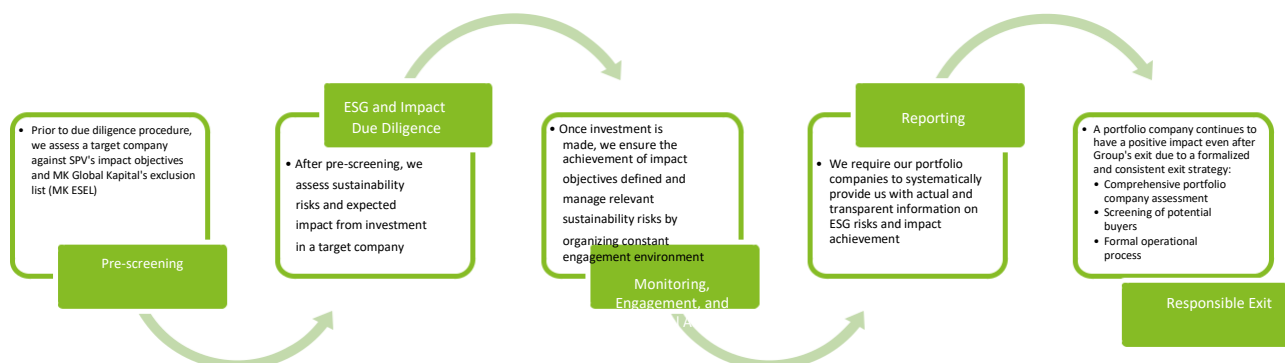 • Prior to due diligence procedure,
we assess a target company
against SPV's impact objectives
and MK Global Kapital's exclusion
list (MK ESEL)
Pre-screening
ESG and Impact
Due Diligence
• After pre-screening, we
assess sustainability
risks and expected
impact from investment
in a target company
• Once investment is
made, we ensure the
achievement of impact
objectives defined and
manage relevant
sustainability risks by
organizing constant
engagement environment
Monitoring,
Engagement, and
Reporting
• We require our portfolio
companies to systematically
provide us with actual and
transparent information on
ESG risks and impact
achievement
• A portfolio company continues to
have a positive impact even after
Group's exit due to a formalized
and consistent exit strategy:
• Comprehensive portfolio
company assessment
• Screening of potential
buyers
• Formal operational
process
Responsible Exit